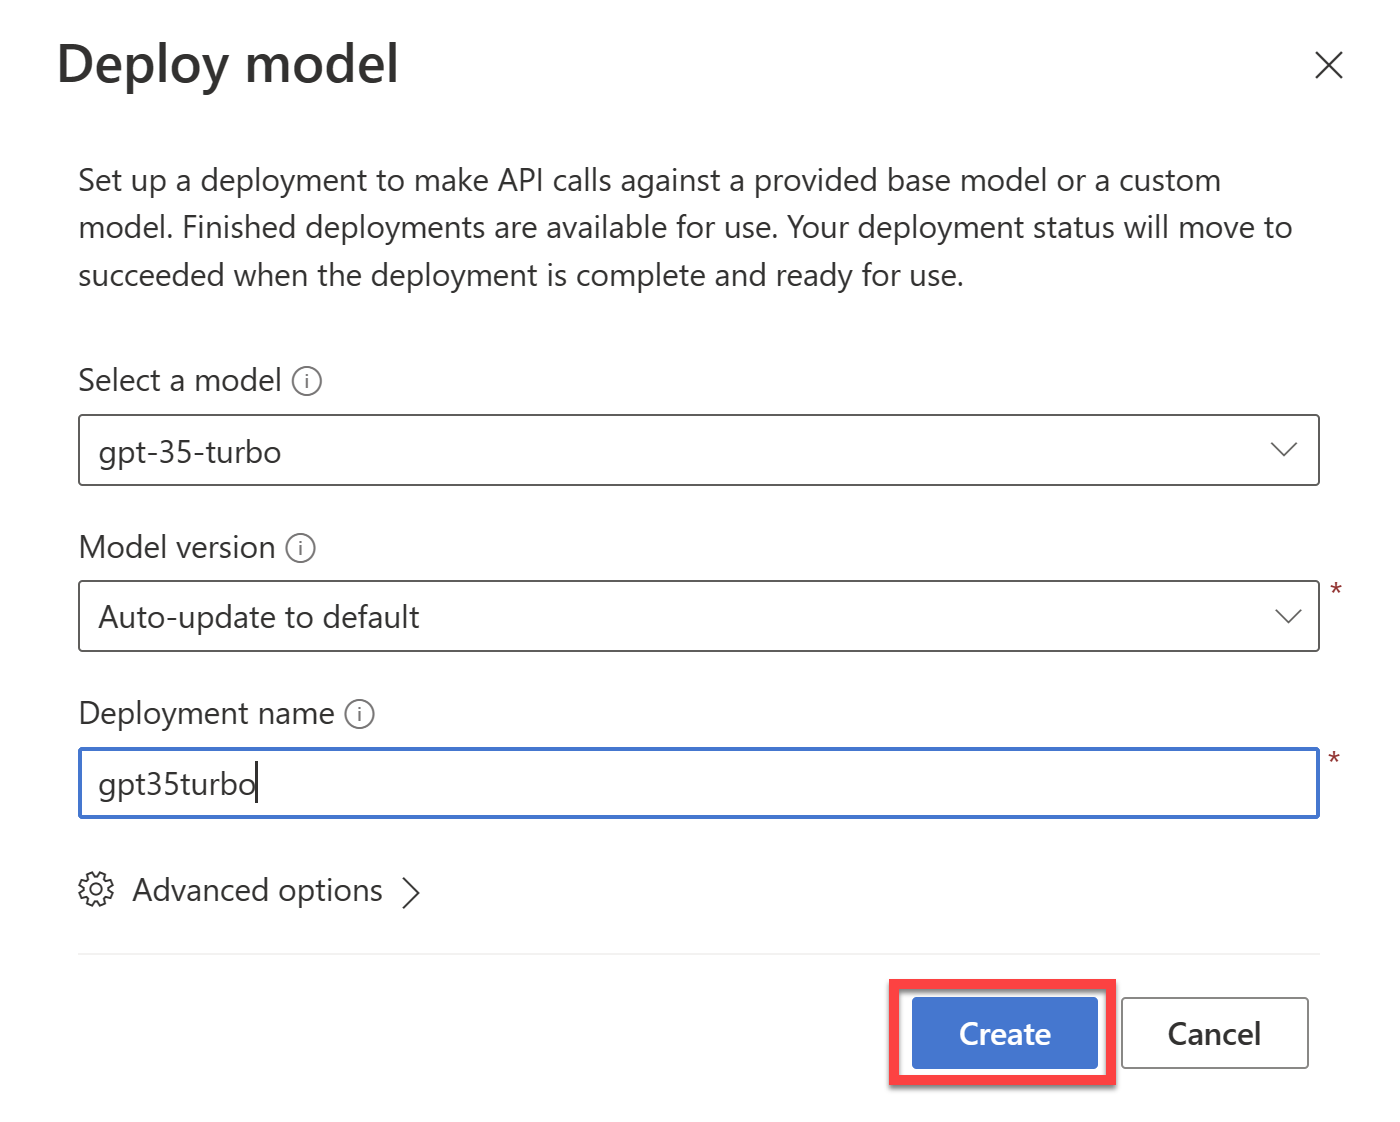 Deploy model
Set up a deployment to make API calls against a provided base model or a custom
model. Finished deployments are available for use. Your deployment status will move to
succeeded when the deployment is complete and ready for use.
Select a model
gpt-35-turbo
Model version
Auto-update to default
*
Deployment name
gpt35turbo
*
Advanced options
Create
Cancel